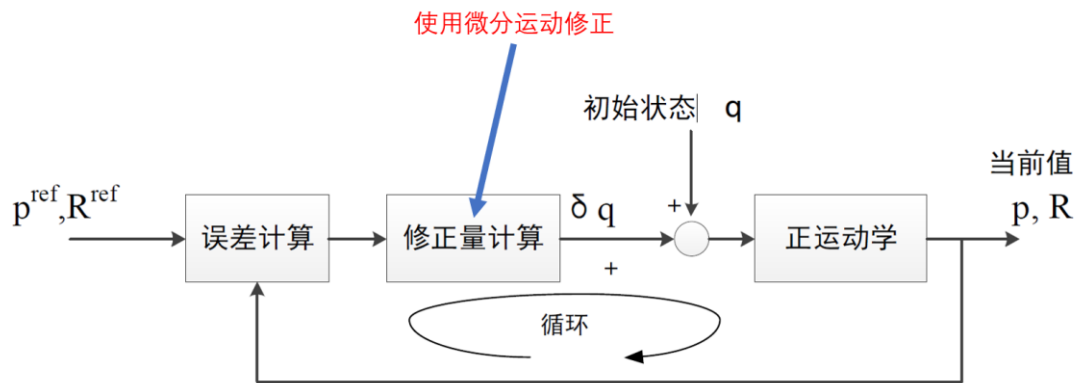 使用微分运动修正
初始状态 q
当前值
p^ref,R^ref
误差计算
修正量计算
δ q
+
正运动学
p, R
+
循环